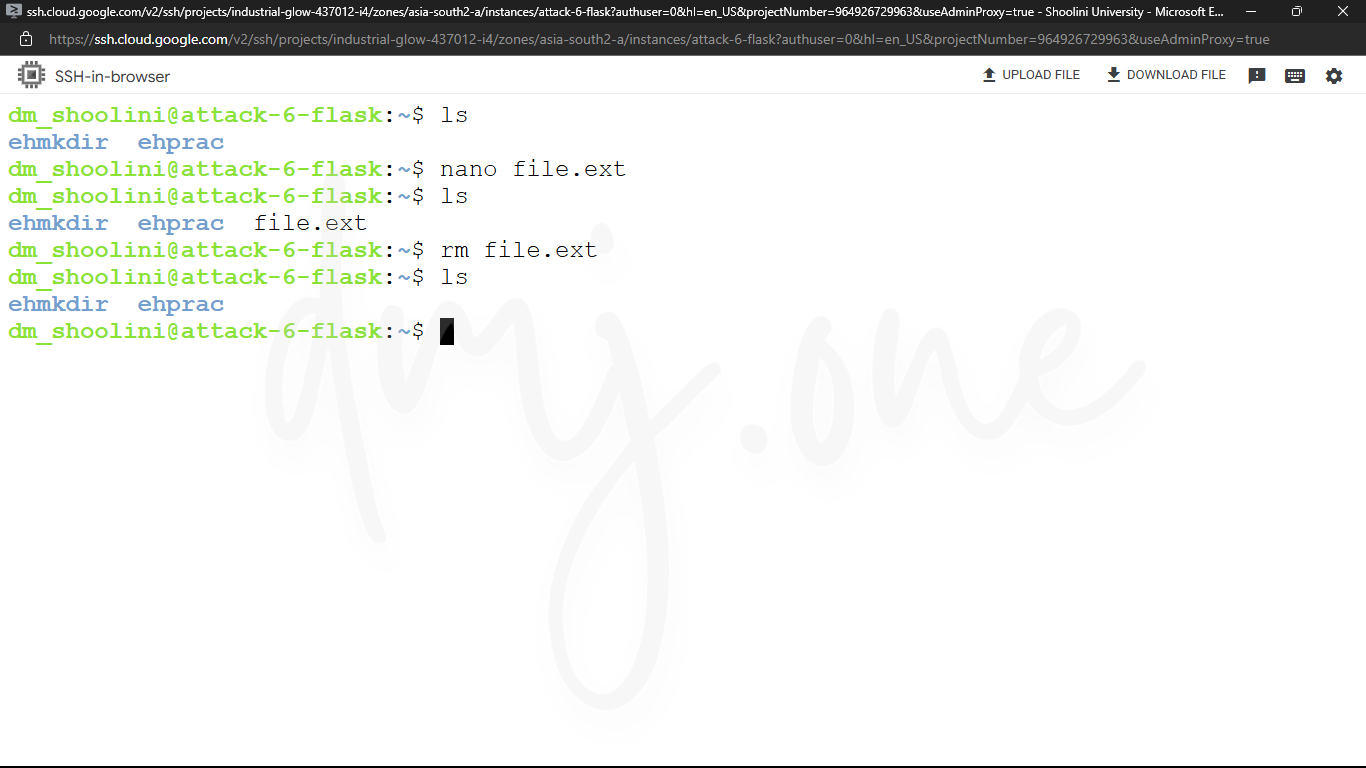 ssh.cloud.google.com/v2/ssh/projects/industrial-glow-437012-i4/zones/asia-south2-a/instances/attack-6-flask?authuser=0&hl=en_US&projectNumber=964926729963&useAdminProxy=true - Shoolini University - Microsoft E...
https://ssh.cloud.google.com/v2/ssh/projects/industrial-glow-437012-i4/zones/asia-south2-a/instances/attack-6-flask?authuser=0&hl=en_US&projectNumber=964926729963&useAdminProxy=true
SSH-in-browser UPLOAD FILE DOWNLOAD FILE
dm_shoolini@attack-6-flask:~$ ls
ehmkdir ehprac
dm_shoolini@attack-6-flask:~$ nano file.ext
dm_shoolini@attack-6-flask:~$ ls
ehmkdir ehprac file.ext
dm_shoolini@attack-6-flask:~$ rm file.ext
dm_shoolini@attack-6-flask:~$ ls
ehmkdir ehprac
dm_shoolini@attack-6-flask:~$
dmj.one